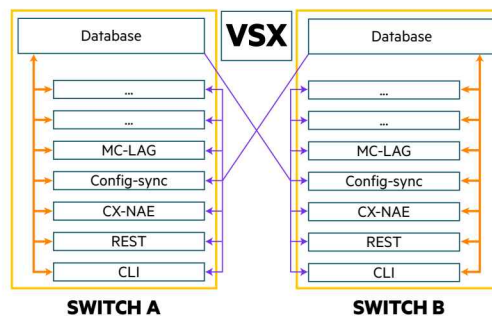 Database
...
...
MC-LAG
Config-sync
CX-NAE
REST
CLI
SWITCH A
VSX
Database
...
...
MC-LAG
Config-sync
CX-NAE
REST
CLI
SWITCH B